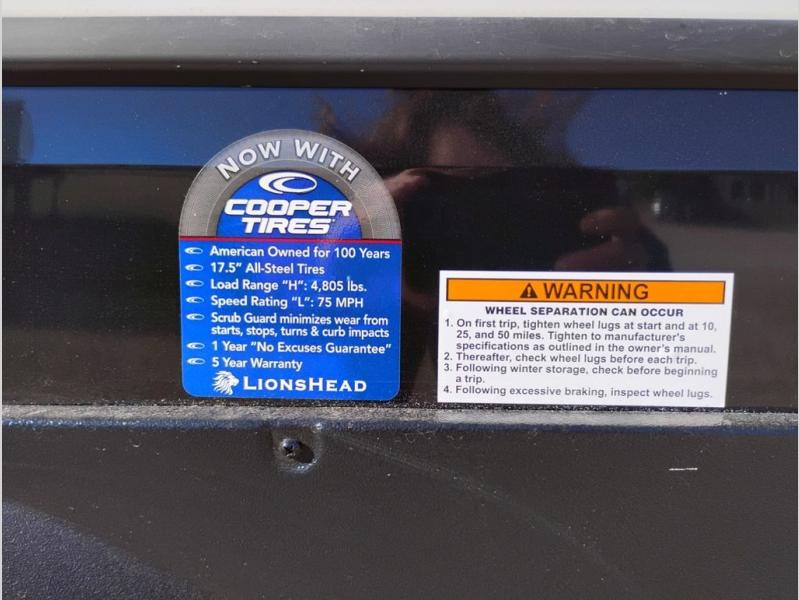 NOW WITH
COOPER
TIRES
American Owned for 100 Years
17.5" All-Steel Tires
Load Range "H": 4,805 lbs.
Speed Rating "L": 75 MPH
Scrub Guard minimizes wear from
starts, stops, turns & curb impacts
1 Year "No Excuses Guarantee"
5 Year Warranty
LIONSHEAD
WARNING
WHEEL SEPARATION CAN OCCUR
1. On first trip, tighten wheel lugs at start and at 10,
25, and 50 miles. Tighten to manufacturer's
specifications as outlined in the owner's manual.
2. Thereafter, check wheel lugs before each trip.
3. Following winter storage, check before beginning
a trip.
4. Following excessive braking, inspect wheel lugs.